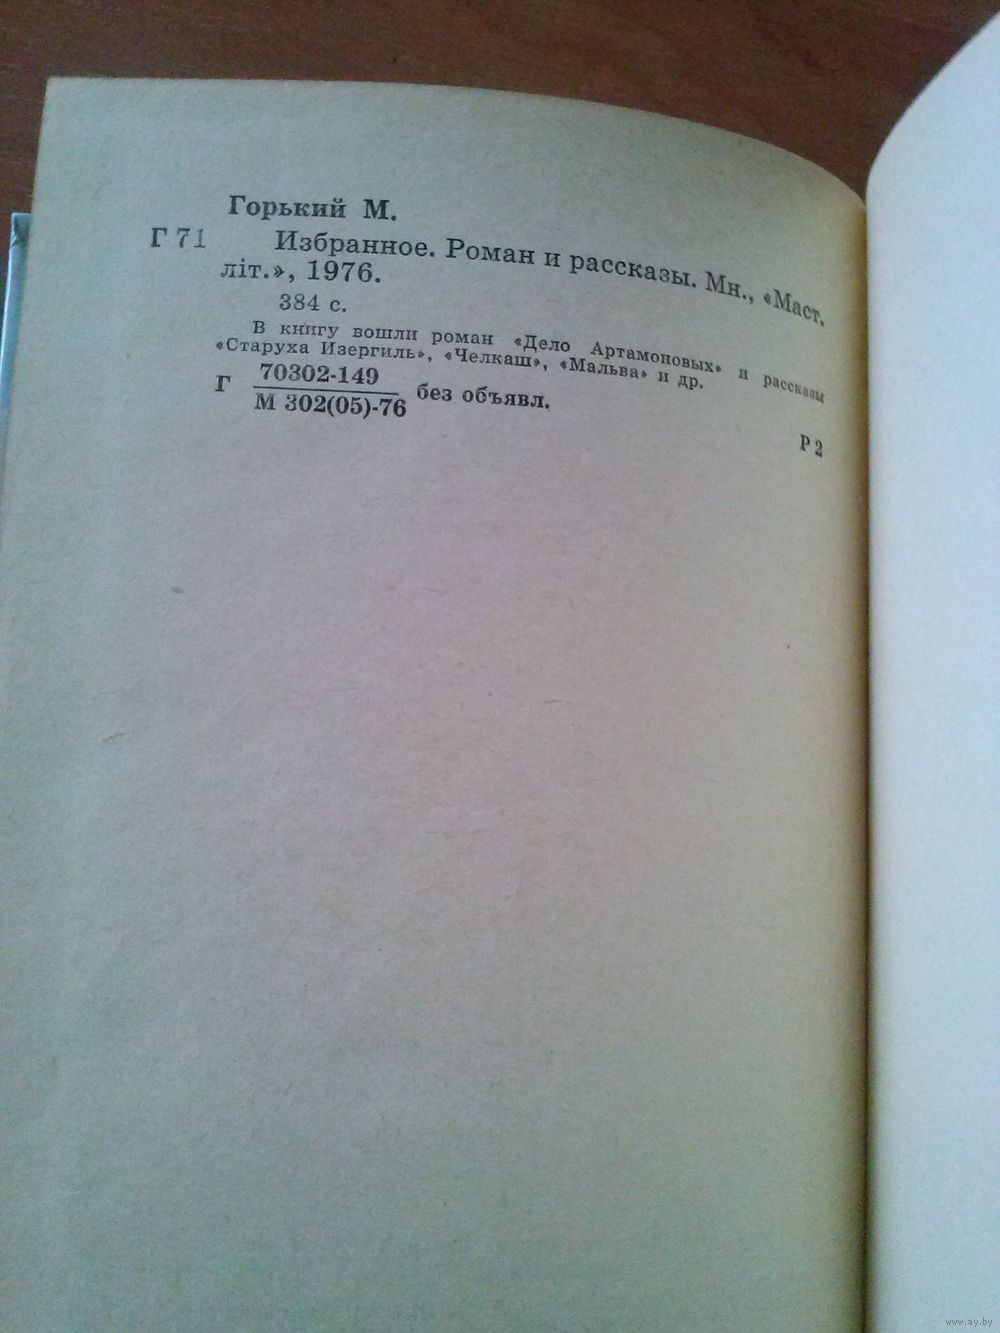 Горький М.
Г 71 Избранное. Роман и рассказы. Мн., «Маст.
літ.», 1976.
384 с.
В книгу вошли роман «Дело Артамоновых» и рассказы
«Старуха Изергиль», «Челкаш», «Мальва» и др.
Г 70302-149 без объявл.
М 302(05)-76
Р 2
www.ay.by